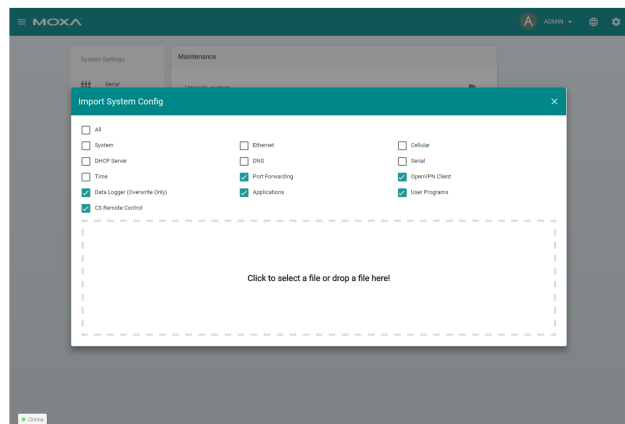 MOXA
A ADMIN
System Settings
Maintenance
Serial
Import System Config
All
System
Ethernet
Cellular
DHCP Server
DNS
Serial
Time
Port Forwarding
OpenVPN Client
Data Logger (Overwrite Only)
Applications
User Programs
CS Remote Control
Click to select a file or drop a file here!
Online